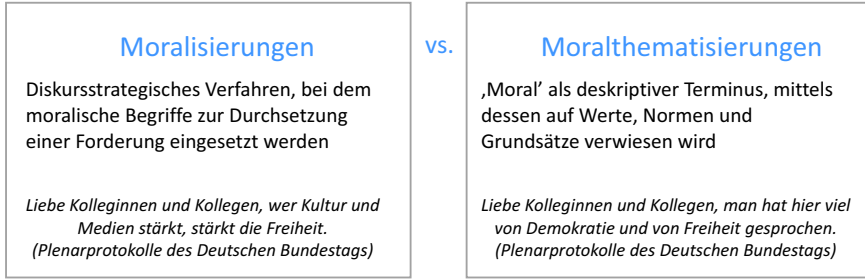 Moralisierungen
Diskursstrategisches Verfahren, bei dem
moralische Begriffe zur Durchsetzung
einer Forderung eingesetzt werden
Liebe Kolleginnen und Kollegen, wer Kultur und
Medien stärkt, stärkt die Freiheit.
(Plenarprotokolle des Deutschen Bundestags)
vs.
Moralthematisierungen
‚Moral’ als deskriptiver Terminus, mittels
dessen auf Werte, Normen und
Grundsätze verwiesen wird
Liebe Kolleginnen und Kollegen, man hat hier viel
von Demokratie und von Freiheit gesprochen.
(Plenarprotokolle des Deutschen Bundestags)